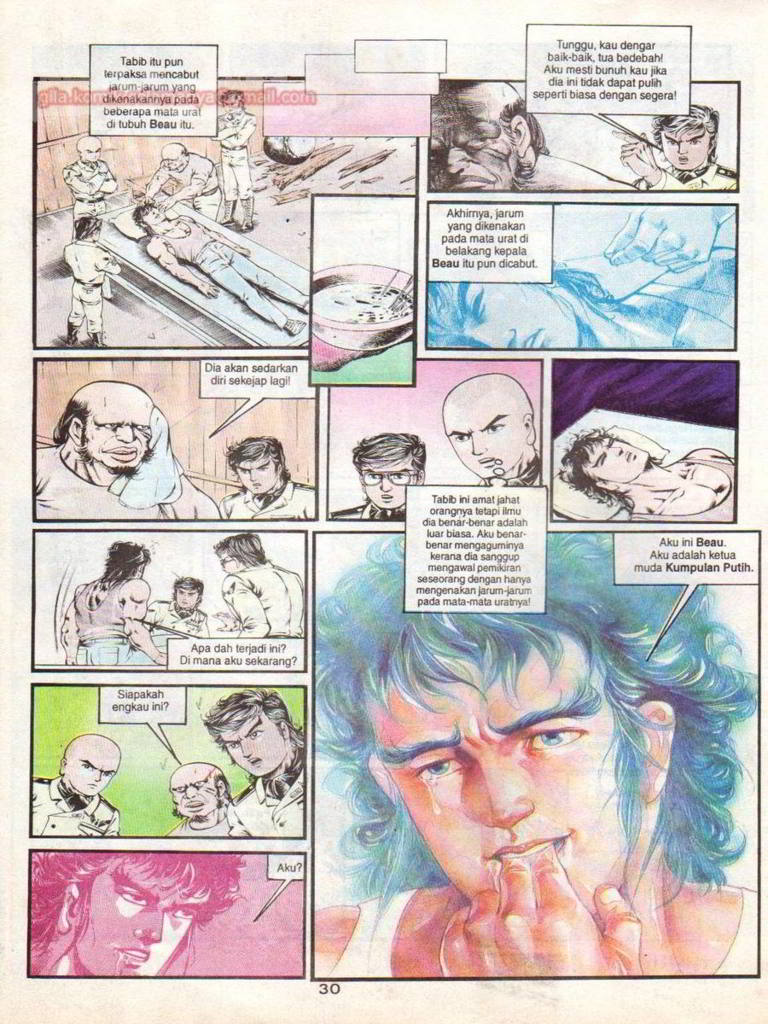 Tabib itu pun
terpaksa mencabut
jarum-jarum yang
dikenakannya pada
beberapa mata urat
di tubuh Beau itu.
Tunggu, kau dengar
baik-baik, tua bedebah!
Aku mesti bunuh kau jika
dia ini tidak dapat pulih
seperti biasa dengan segera!
Akhirnya, jarum
yang dikenakan
pada mata urat di
belakang kepala
Beau itu pun dicabut.
Dia akan sedarkan
diri sekejap lagi!
Tabib ini amat jahat
orangnya tetapi ilmu
dia benar-benar adalah
luar biasa. Aku benar-
benar mengaguminya
kerana dia sanggup
mengawal pemikiran
seseorang dengan hanya
mengenakan jarum-jarum
pada mata-mata uratnya!
Apa dah terjadi ini?
Di mana aku sekarang?
Siapakah
engkau ini?
Aku?
Aku ini Beau.
Aku adalah ketua
muda Kumpulan Putih.
30